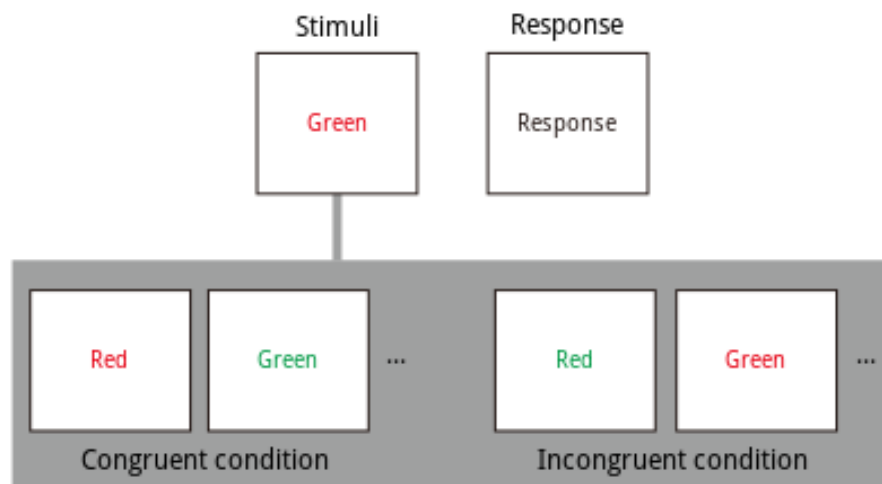 Stimuli
Response
Green
Response
Red
Green
...
Red
Green
...
Congruent condition
Incongruent condition